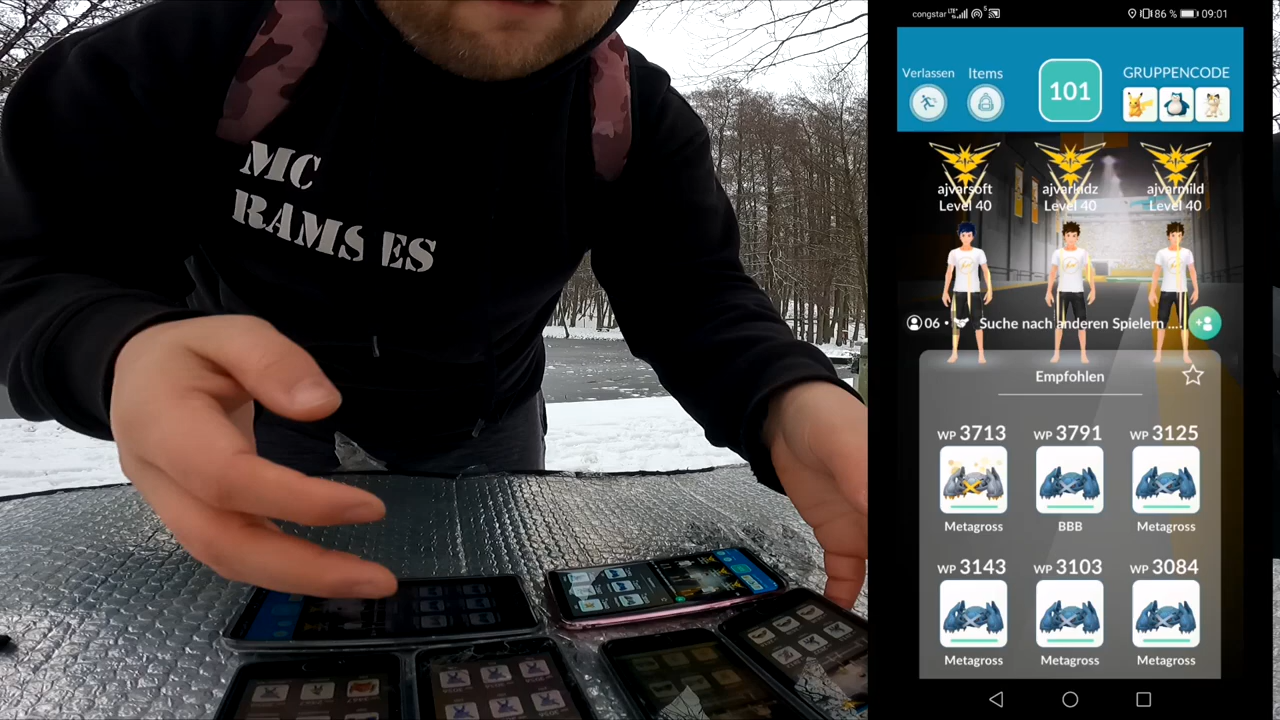 MC
RAMSES
congstar 86 % 09:01
Verlassen Items 101 GRUPPENCODE
ajvarsoft ajvarkidz ajvarmild
Level 40 Level 40 Level 40
06 • Suche nach anderen Spielern ....
Empfohlen
WP 3713 WP 3791 WP 3125
Metagross BBB Metagross
WP 3143 WP 3103 WP 3084
Metagross Metagross Metagross